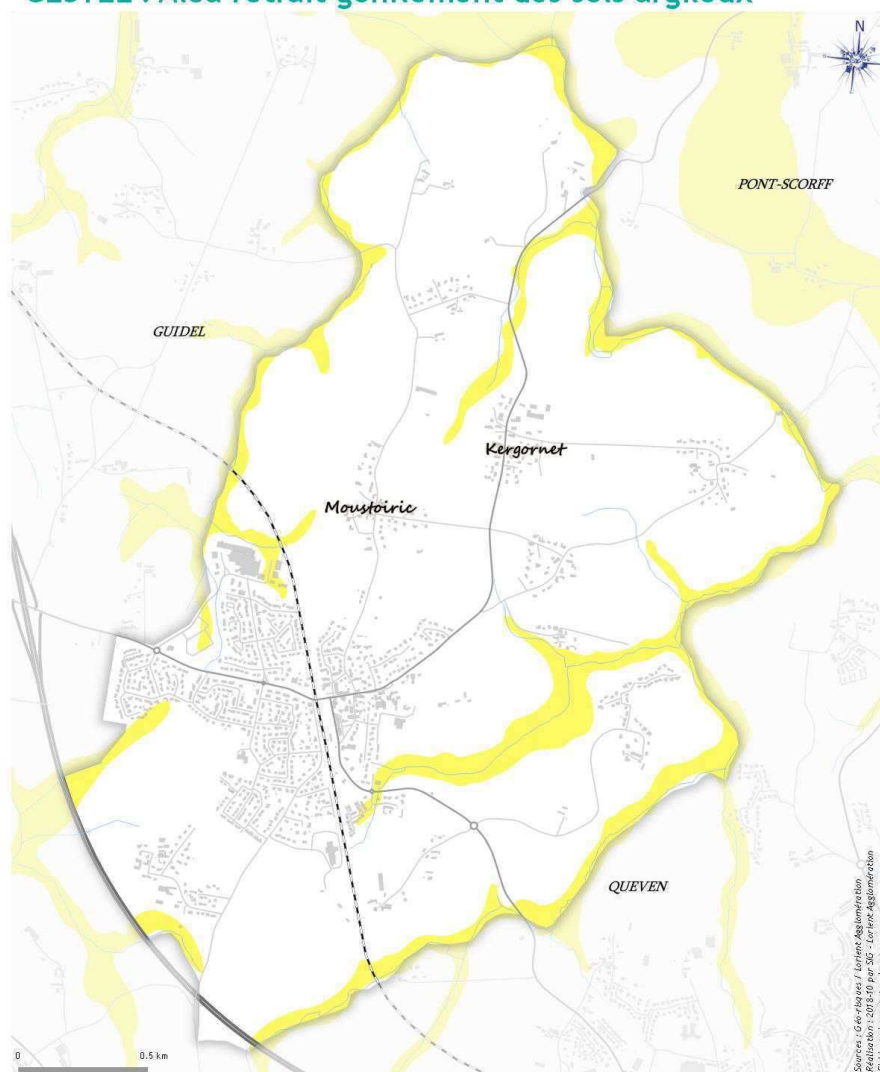 GESTEL : Aléa retrait gonflement des sols argileux
N
S
PONT-SCORFF
GUIDEL
Kergornet
Moustoiric
QUEVEN
0 0.5 km
Sources : Géo-risques / Lorient Agglomération
Réalisation : 2018-10 par SIG - Lorient Agglomération